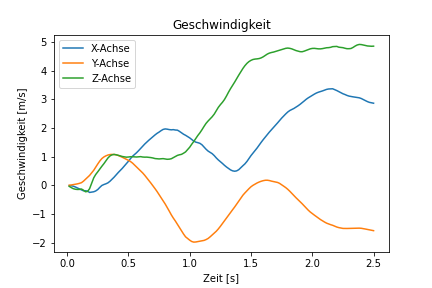 Geschwindigkeit
5
4
3
2
1
0
−1
−2
Geschwindigkeit [m/s]
X-Achse
Y-Achse
Z-Achse
0.0 0.5 1.0 1.5 2.0 2.5
Zeit [s]